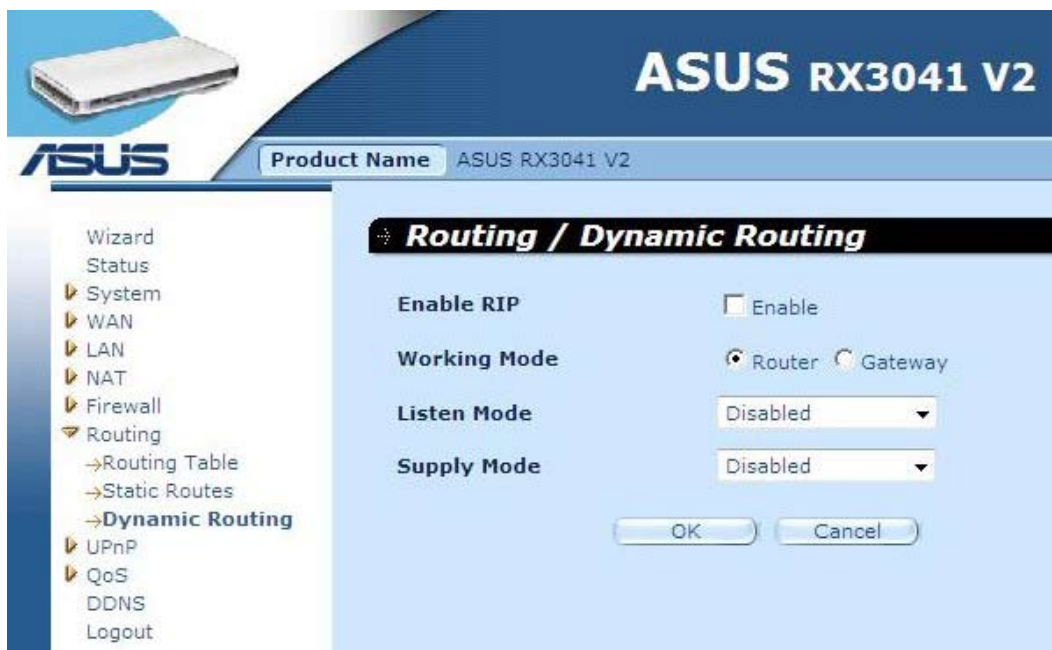 ASUS RX3041 V2
ASUS
Product Name ASUS RX3041 V2
Wizard
Status
System
WAN
LAN
NAT
Firewall
Routing
→Routing Table
→Static Routes
→Dynamic Routing
UPnP
QoS
DDNS
Logout
Routing / Dynamic Routing
Enable RIP Enable
Working Mode Router Gateway
Listen Mode Disabled
Supply Mode Disabled
OK Cancel